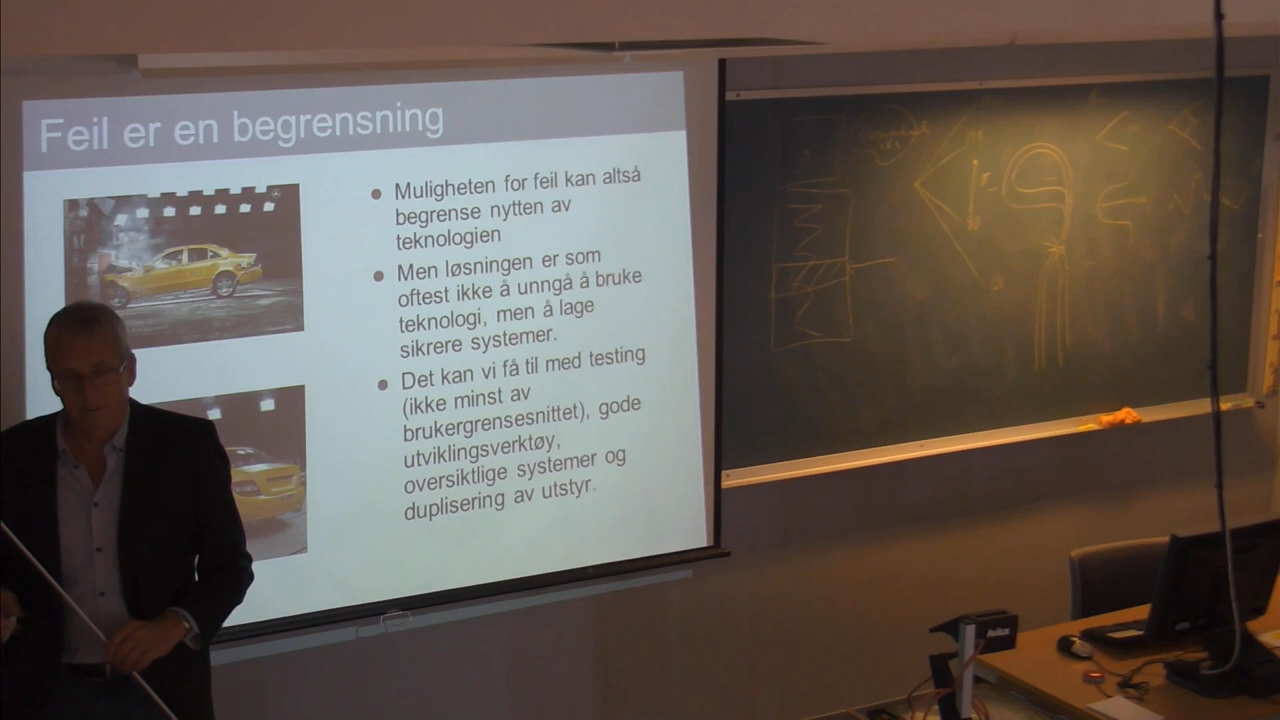 Feil er en begrensning
Muligheten for feil kan altså
begrense nytten av
teknologien
Men løsningen er som
oftest ikke å unngå å bruke
teknologi, men å lage
sikrere systemer.
Det kan vi få til med testing
(ikke minst av
brukergrensesnittet), gode
utviklingsverktøy,
oversiktlige systemer og
duplisering av utstyr.